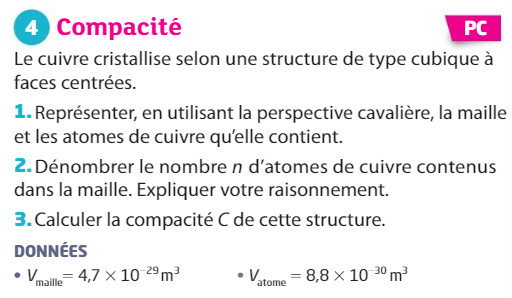 4 Compacité PC
Le cuivre cristallise selon une structure de type cubique à
faces centrées.
1. Représenter, en utilisant la perspective cavalière, la maille
et les atomes de cuivre qu'elle contient.
2. Dénombrer le nombre n d'atomes de cuivre contenus
dans la maille. Expliquer votre raisonnement.
3. Calculer la compacité C de cette structure.
DONNÉES
• V_maille = 4,7 × 10⁻²⁹ m³ • V_atome = 8,8 × 10⁻³⁰ m³